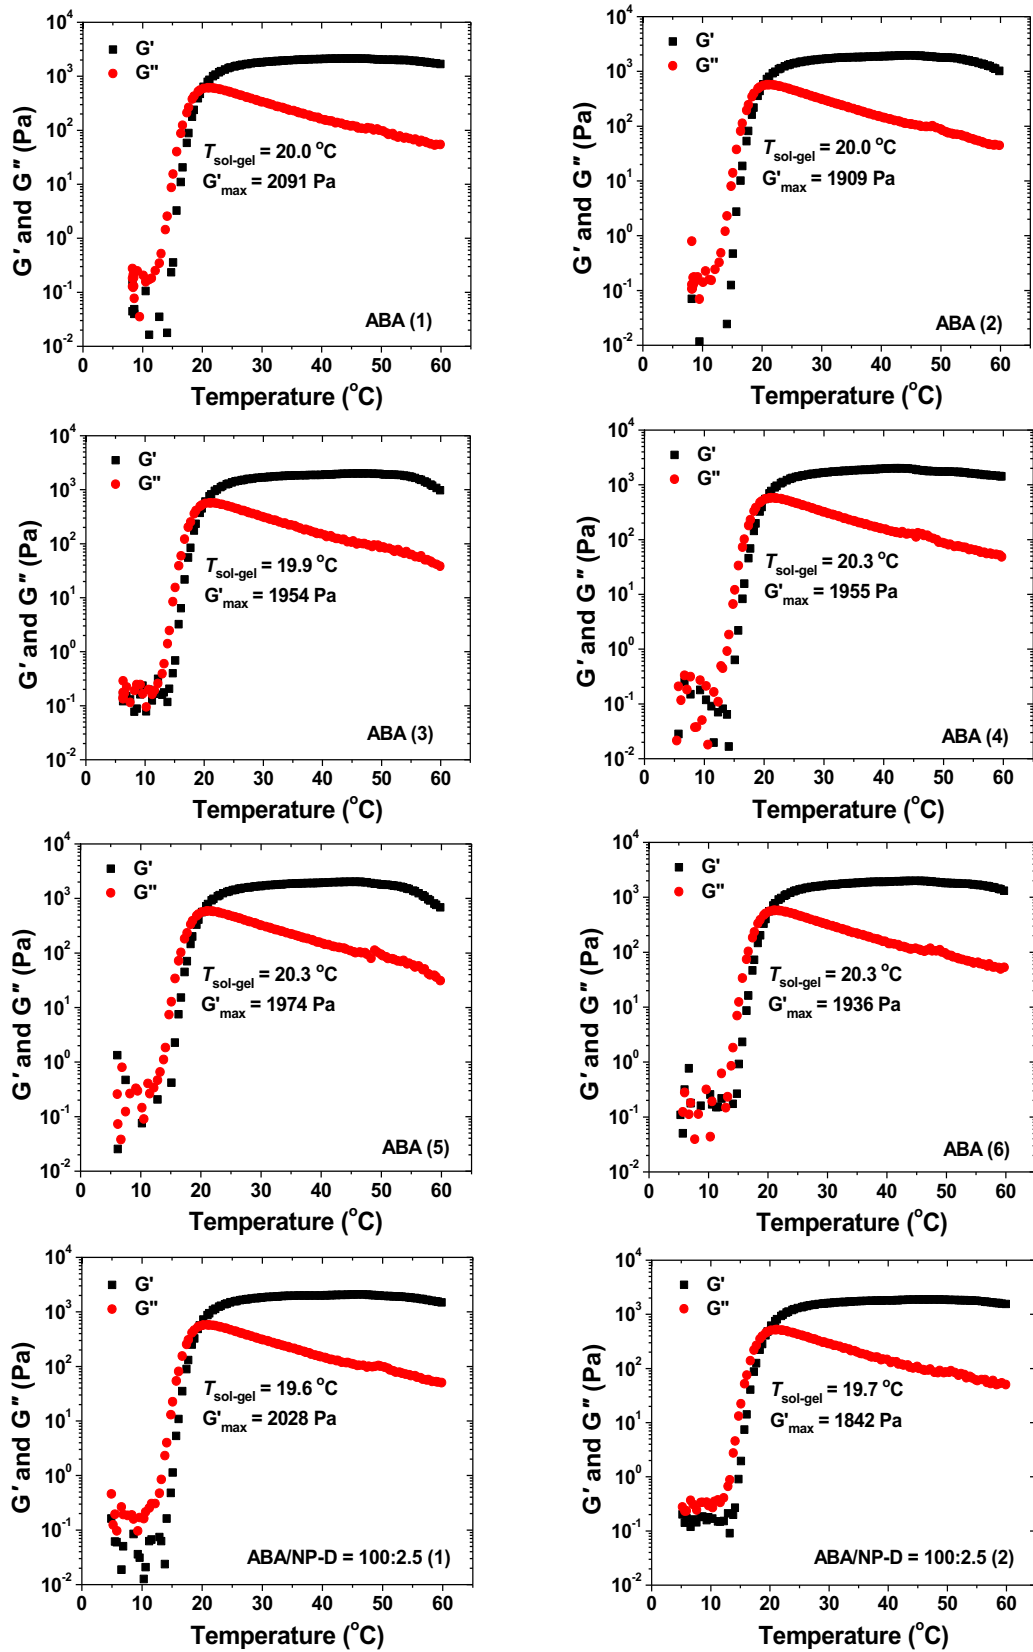 10⁴
10³
10²
10¹
10⁰
10⁻¹
10⁻²
G′ and G″ (Pa)
G'
G"
T_sol-gel = 20.0 °C
G'_max = 2091 Pa
ABA (1)
0 10 20 30 40 50 60
Temperature (°C)
10⁴
10³
10²
10¹
10⁰
10⁻¹
10⁻²
G′ and G″ (Pa)
G'
G"
T_sol-gel = 20.0 °C
G'_max = 1909 Pa
ABA (2)
0 10 20 30 40 50 60
Temperature (°C)
10⁴
10³
10²
10¹
10⁰
10⁻¹
10⁻²
G′ and G″ (Pa)
G'
G"
T_sol-gel = 19.9 °C
G'_max = 1954 Pa
ABA (3)
0 10 20 30 40 50 60
Temperature (°C)
10⁴
10³
10²
10¹
10⁰
10⁻¹
10⁻²
G′ and G″ (Pa)
G'
G"
T_sol-gel = 20.3 °C
G'_max = 1955 Pa
ABA (4)
0 10 20 30 40 50 60
Temperature (°C)
10⁴
10³
10²
10¹
10⁰
10⁻¹
10⁻²
G′ and G″ (Pa)
G'
G"
T_sol-gel = 20.3 °C
G'_max = 1974 Pa
ABA (5)
0 10 20 30 40 50 60
Temperature (°C)
10⁴
10³
10²
10¹
10⁰
10⁻¹
10⁻²
G′ and G″ (Pa)
G'
G"
T_sol-gel = 20.3 °C
G'_max = 1936 Pa
ABA (6)
0 10 20 30 40 50 60
Temperature (°C)
10⁴
10³
10²
10¹
10⁰
10⁻¹
10⁻²
G′ and G″ (Pa)
G'
G"
T_sol-gel = 19.6 °C
G'_max = 2028 Pa
ABA/NP-D = 100:2.5 (1)
0 10 20 30 40 50 60
Temperature (°C)
10⁴
10³
10²
10¹
10⁰
10⁻¹
10⁻²
G′ and G″ (Pa)
G'
G"
T_sol-gel = 19.7 °C
G'_max = 1842 Pa
ABA/NP-D = 100:2.5 (2)
0 10 20 30 40 50 60
Temperature (°C)